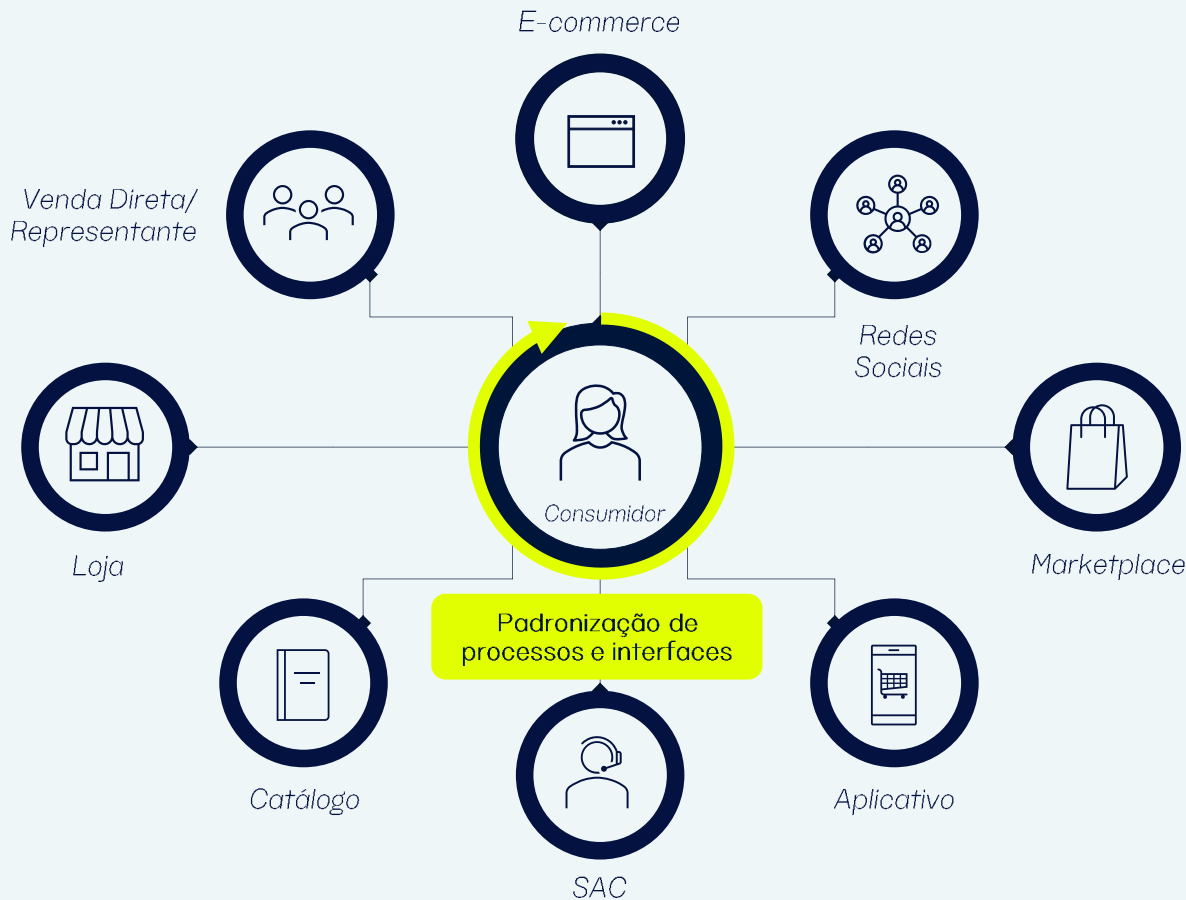 E-commerce
Venda Direta/
Representante
Redes
Sociais
Consumidor
Loja
Marketplace
Padronização de
processos e interfaces
Catálogo
Aplicativo
SAC